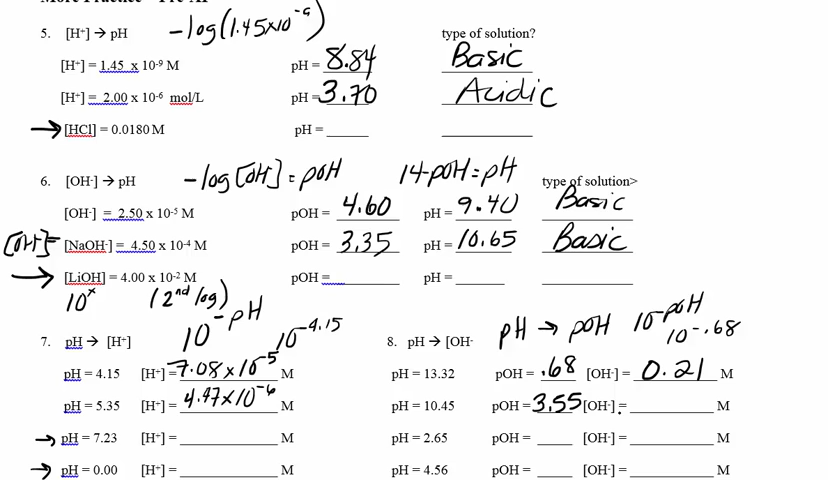 More Practice – Pre-AP
5. [H⁺] → pH -log(1.45x10⁻⁹) type of solution?
[H⁺] = 1.45 x 10⁻⁹ M pH = 8.84 Basic
[H⁺] = 2.00 x 10⁻⁶ mol/L pH = 3.70 Acidic
→ [HCl] = 0.0180 M pH = ______ ______
6. [OH-] → pH -log[OH-] = pOH 14-pOH=pH type of solution>
[OH-] = 2.50 x 10⁻⁵ M pOH = 4.60 pH = 9.40 Basic
[OH-]= [NaOH-] = 4.50 x 10⁻⁴ M pOH = 3.35 pH = 10.65 Basic
→ [LiOH] = 4.00 x 10⁻² M pOH = ______ pH = ______ ______
10ˣ (2nd log)
7. pH → [H⁺] 10^-pH 10^-4.15 8. pH → [OH- pH → pOH 10^-pOH 10^-.68
pH = 4.15 [H⁺] = 7.08 x 10⁻⁵ M pH = 13.32 pOH = .68 [OH-] = 0.21 M
pH = 5.35 [H⁺] = 4.47 x 10⁻⁶ M pH = 10.45 pOH = 3.55 [OH-] = ______ M
→ pH = 7.23 [H⁺] = ______ M pH = 2.65 pOH = ______ [OH-] = ______ M
→ pH = 0.00 [H⁺] = ______ M pH = 4.56 pOH = ______ [OH-] = ______ M